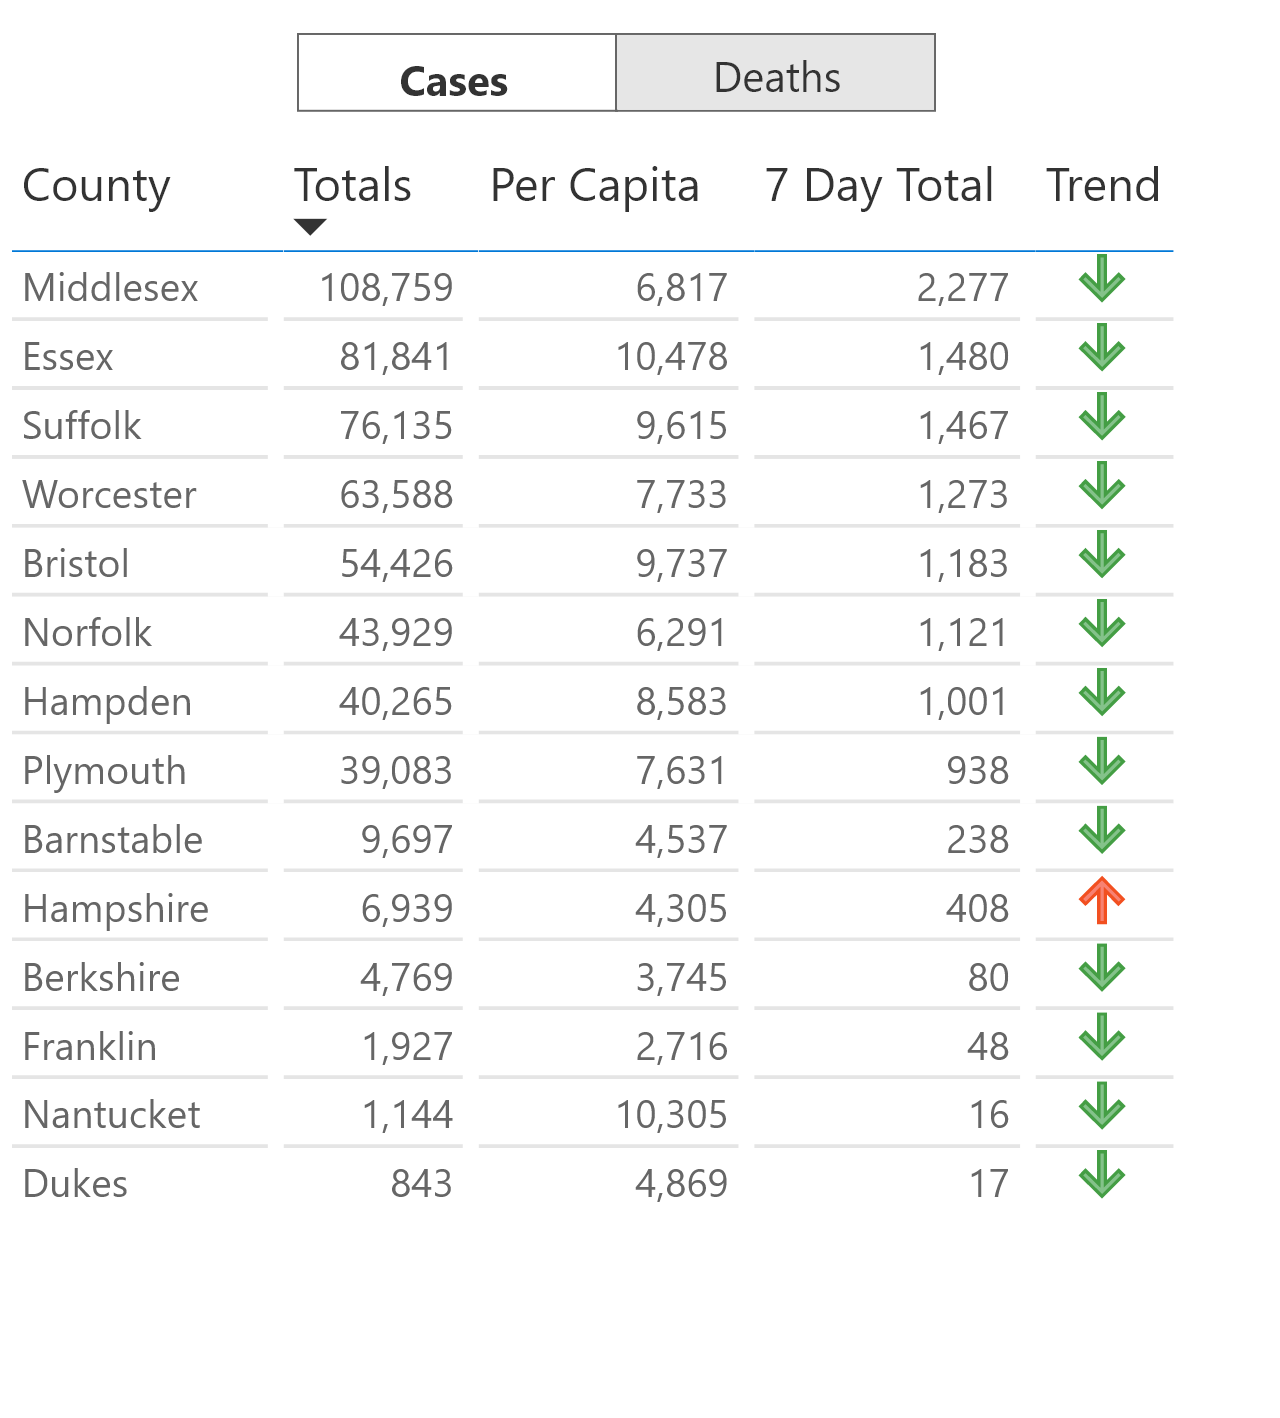 Cases Deaths
County Totals Per Capita 7 Day Total Trend
Middlesex 108,759 6,817 2,277
Essex 81,841 10,478 1,480
Suffolk 76,135 9,615 1,467
Worcester 63,588 7,733 1,273
Bristol 54,426 9,737 1,183
Norfolk 43,929 6,291 1,121
Hampden 40,265 8,583 1,001
Plymouth 39,083 7,631 938
Barnstable 9,697 4,537 238
Hampshire 6,939 4,305 408
Berkshire 4,769 3,745 80
Franklin 1,927 2,716 48
Nantucket 1,144 10,305 16
Dukes 843 4,869 17